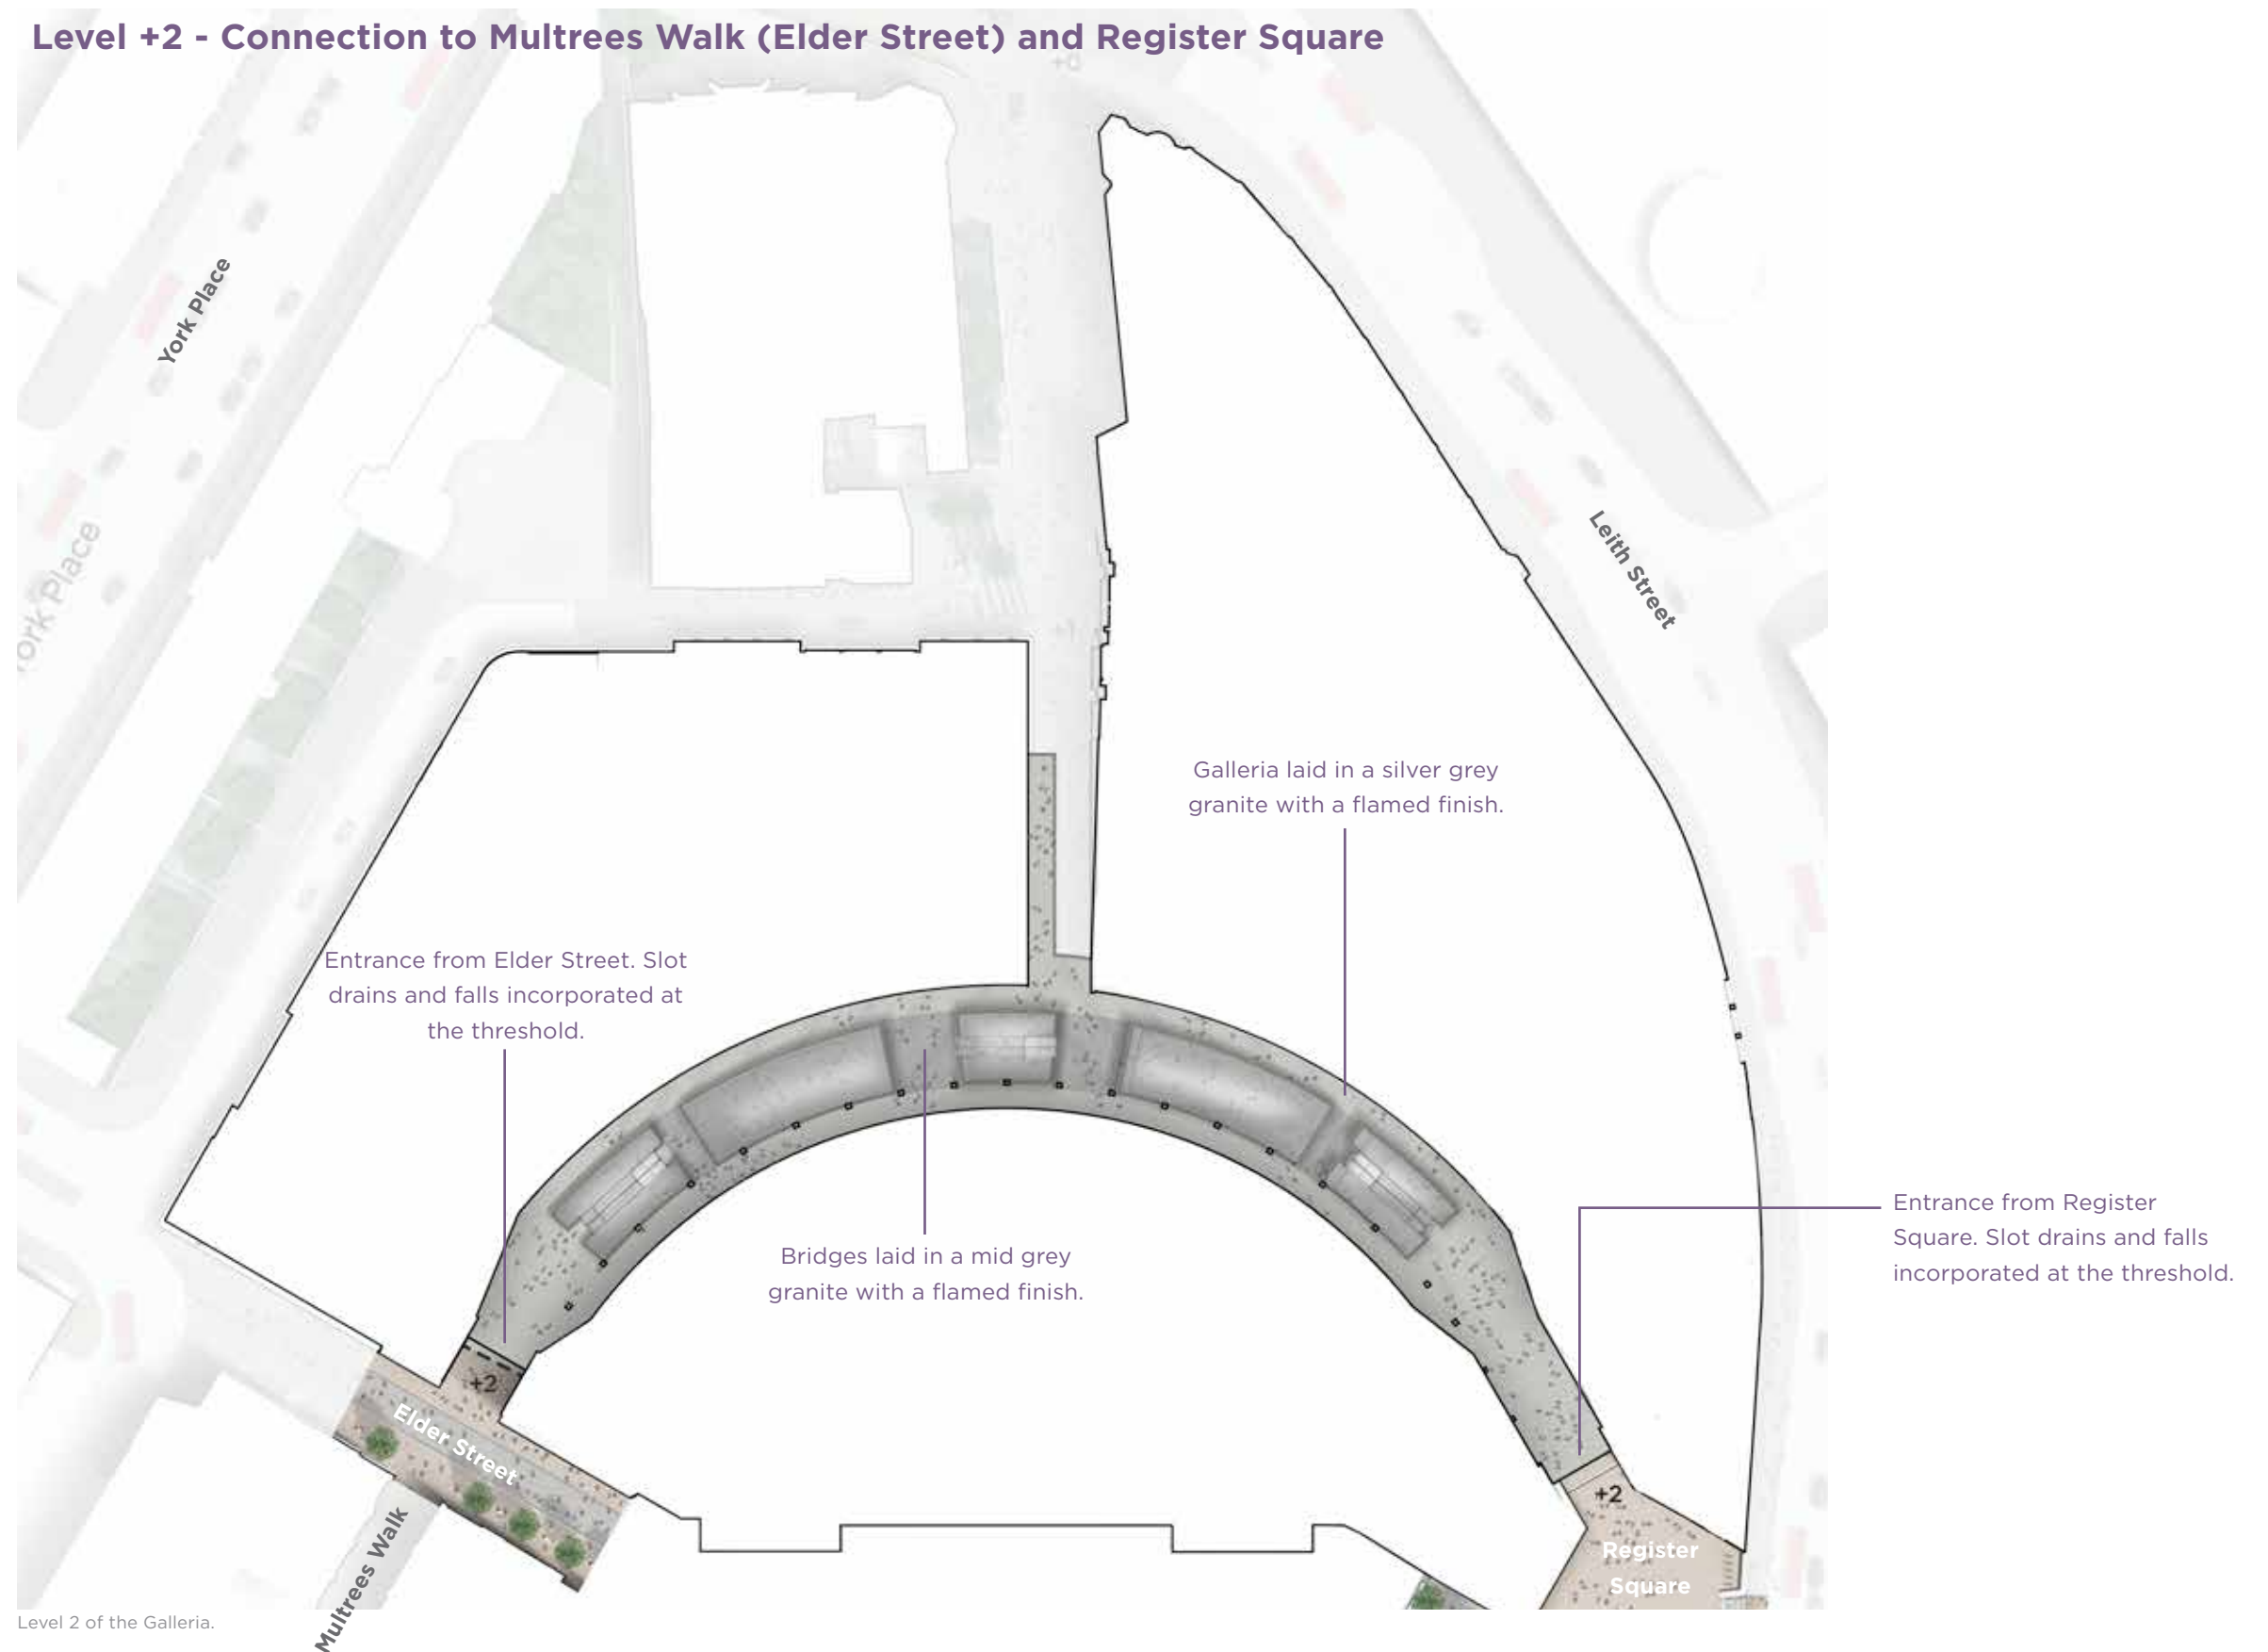 Level +2 - Connection to Multrees Walk (Elder Street) and Register Square
York Place
York Place
Leith Street
Galleria laid in a silver grey
granite with a flamed finish.
Entrance from Elder Street. Slot
drains and falls incorporated at
the threshold.
Entrance from Register
Square. Slot drains and falls
incorporated at the threshold.
Bridges laid in a mid grey
granite with a flamed finish.
+2
Elder Street
+2
Register
Square
Multrees Walk
Level 2 of the Galleria.